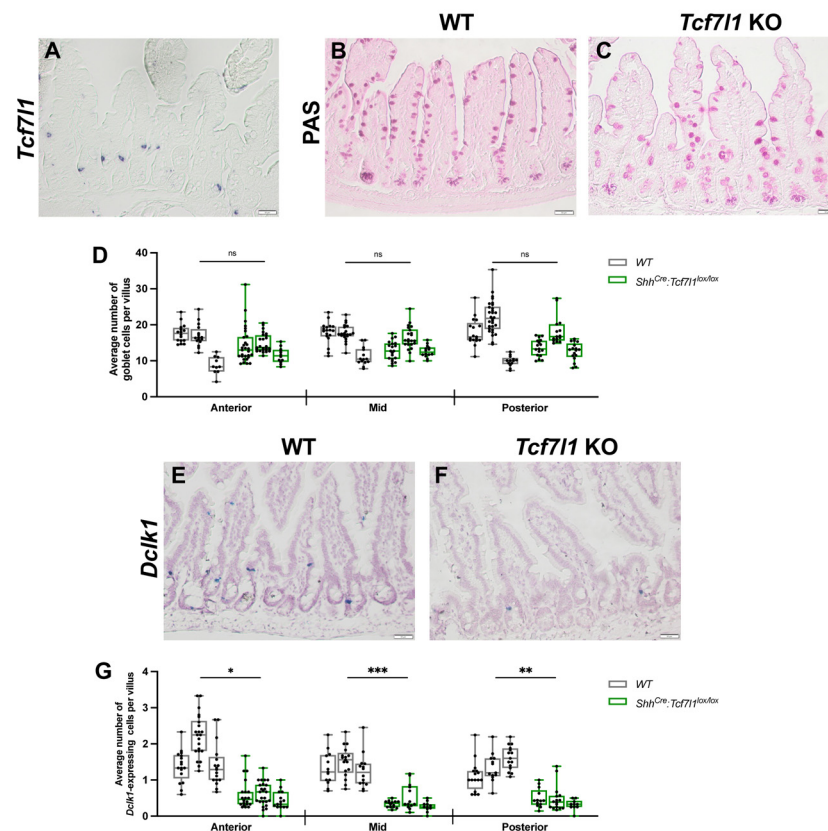 WT
Tcf7l1 KO
A
B
C
Tcf7l1
PAS
D
40
30
20
10
0
Average number of
goblet cells per villus
ns
ns
ns
WT
Shh^Cre;Tcf7l1^lox/lox
Anterior
Mid
Posterior
WT
Tcf7l1 KO
E
F
Dclk1
G
4
3
2
1
0
Average number of
Dclk1-expressing cells per villus
*
***
**
WT
Shh^Cre;Tcf7l1^lox/lox
Anterior
Mid
Posterior